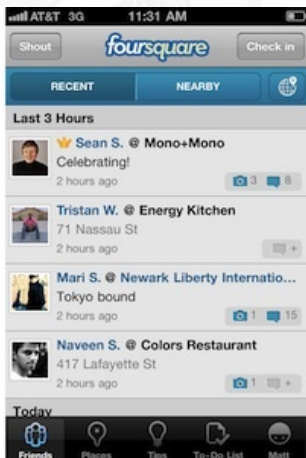 AT&T 3G 11:31 AM
Shout foursquare Check in
RECENT NEARBY
Last 3 Hours
Sean S. @ Mono+Mono
Celebrating!
2 hours ago 3 8
Tristan W. @ Energy Kitchen
71 Nassau St
2 hours ago +
Mari S. @ Newark Liberty Internatio...
Tokyo bound
2 hours ago 1 15
Naveen S. @ Colors Restaurant
417 Lafayette St
2 hours ago 1 +
Today
Friends Places Tips To-Do List Matt